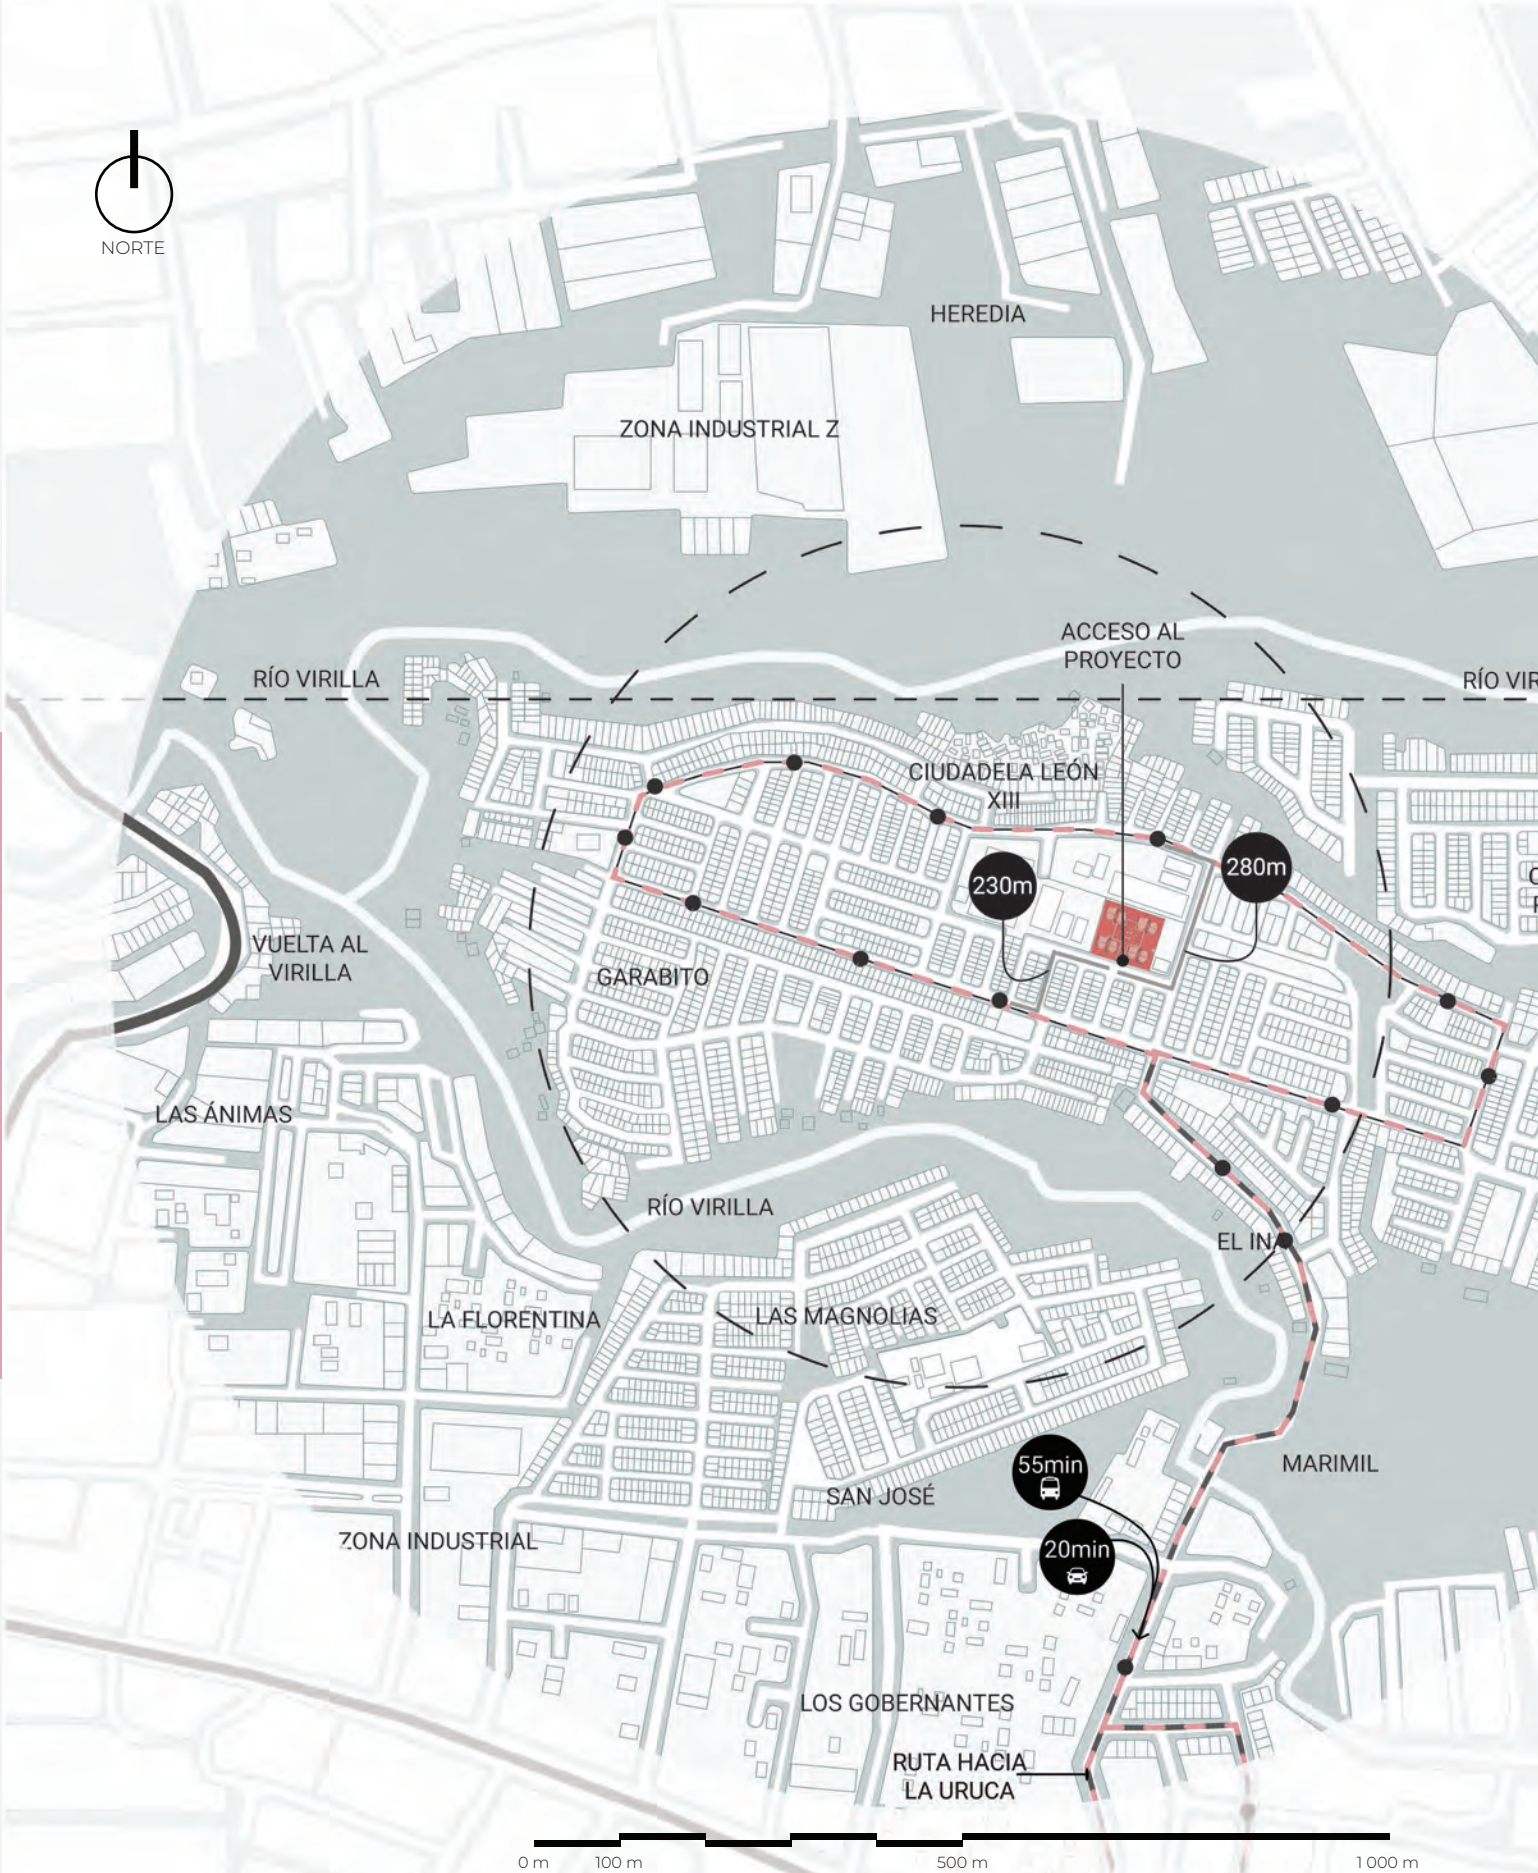 NORTE
HEREDIA
ZONA INDUSTRIAL Z
ACCESO AL
PROYECTO
RÍO VIRILLA
RÍO VIR
CIUDADELA LEÓN
XIII
280m
230m
VUELTA AL
VIRILLA
GARABITO
LAS ÁNIMAS
RÍO VIRILLA
EL INA
LA FLORENTINA
LAS MAGNOLIAS
MARIMIL
55min
SAN JOSÉ
ZONA INDUSTRIAL
20min
LOS GOBERNANTES
RUTA HACIA
LA URUCA
0 m 100 m 500 m 1 000 m